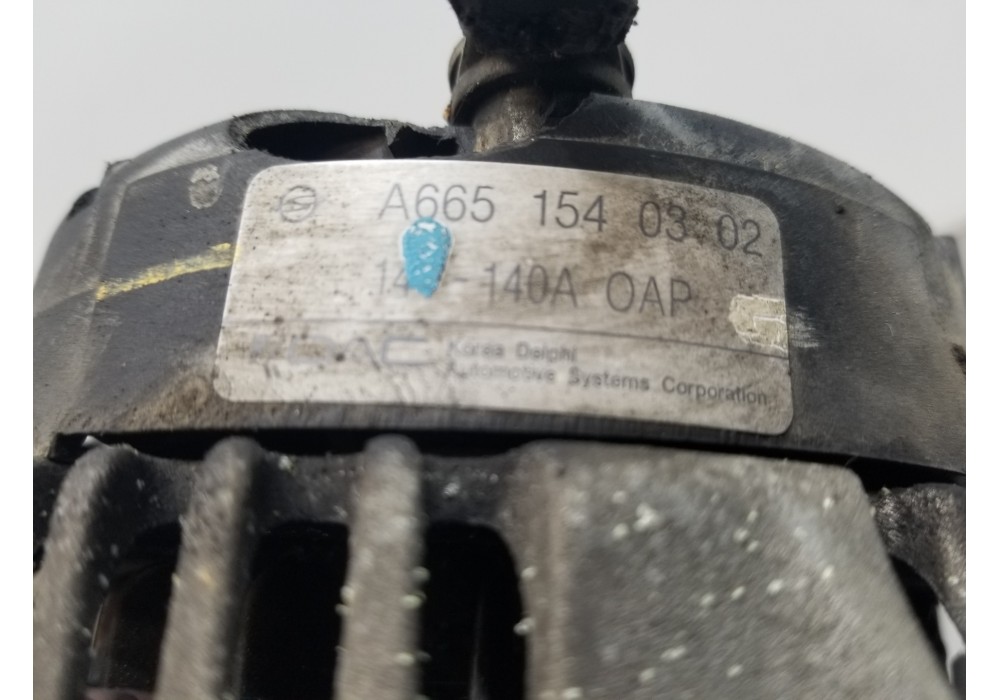 A665 154 03 02
-140A OAP
Korea Delphi
Automotive Systems Corporation